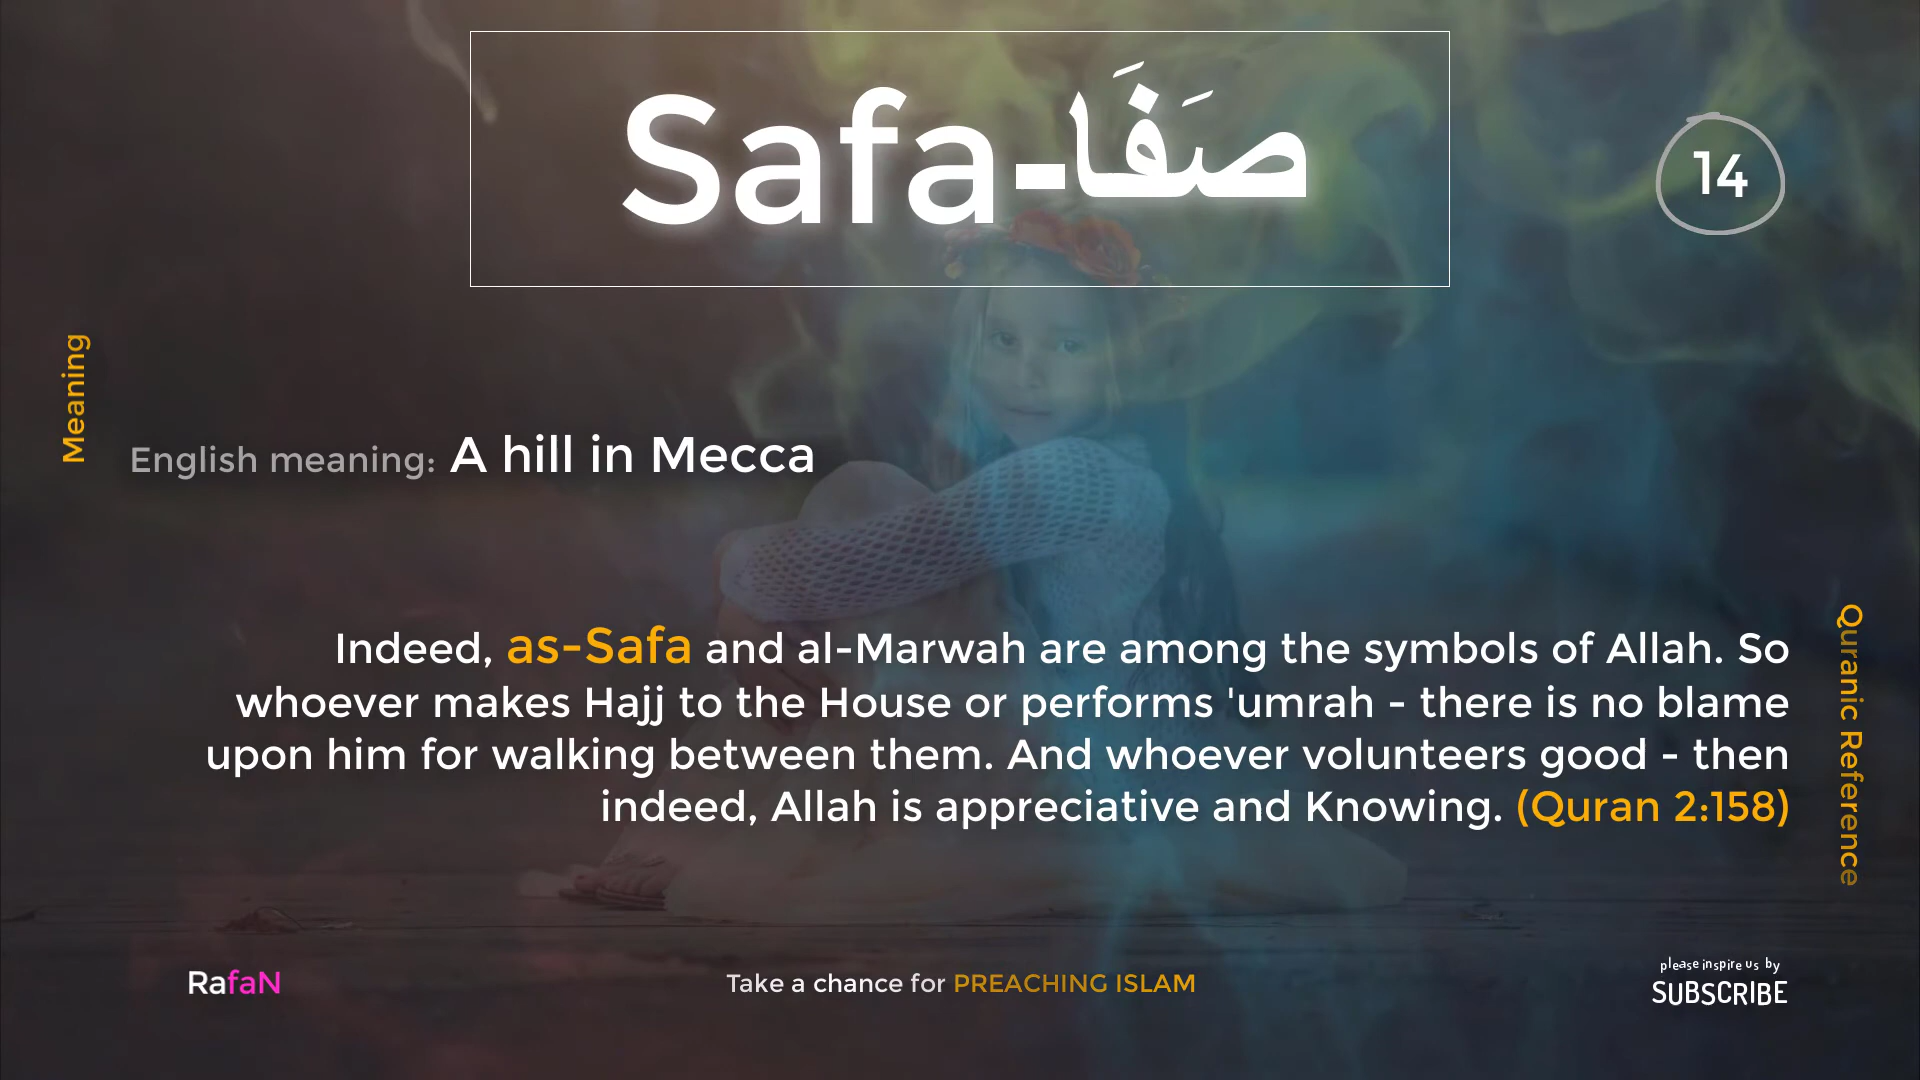 Safa-صَفَا
14
Meaning
English meaning: A hill in Mecca
Indeed, as-Safa and al-Marwah are among the symbols of Allah. So
whoever makes Hajj to the House or performs 'umrah - there is no blame
upon him for walking between them. And whoever volunteers good - then
indeed, Allah is appreciative and Knowing. (Quran 2:158)
Quranic Reference
RafaN
Take a chance for PREACHING ISLAM
please inspire us by
SUBSCRIBE